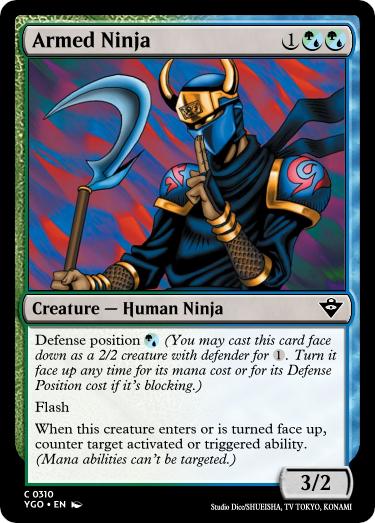 Armed Ninja 1
Creature — Human Ninja
Defense position (You may cast this card face
down as a 2/2 creature with defender for 1. Turn it
face up any time for its mana cost or for its Defense
Position cost if it's blocking.)
Flash
When this creature enters or is turned face up,
counter target activated or triggered ability.
(Mana abilities can't be targeted.)
3/2
C 0310
YGO • EN
Studio Dice/SHUEISHA, TV TOKYO, KONAMI